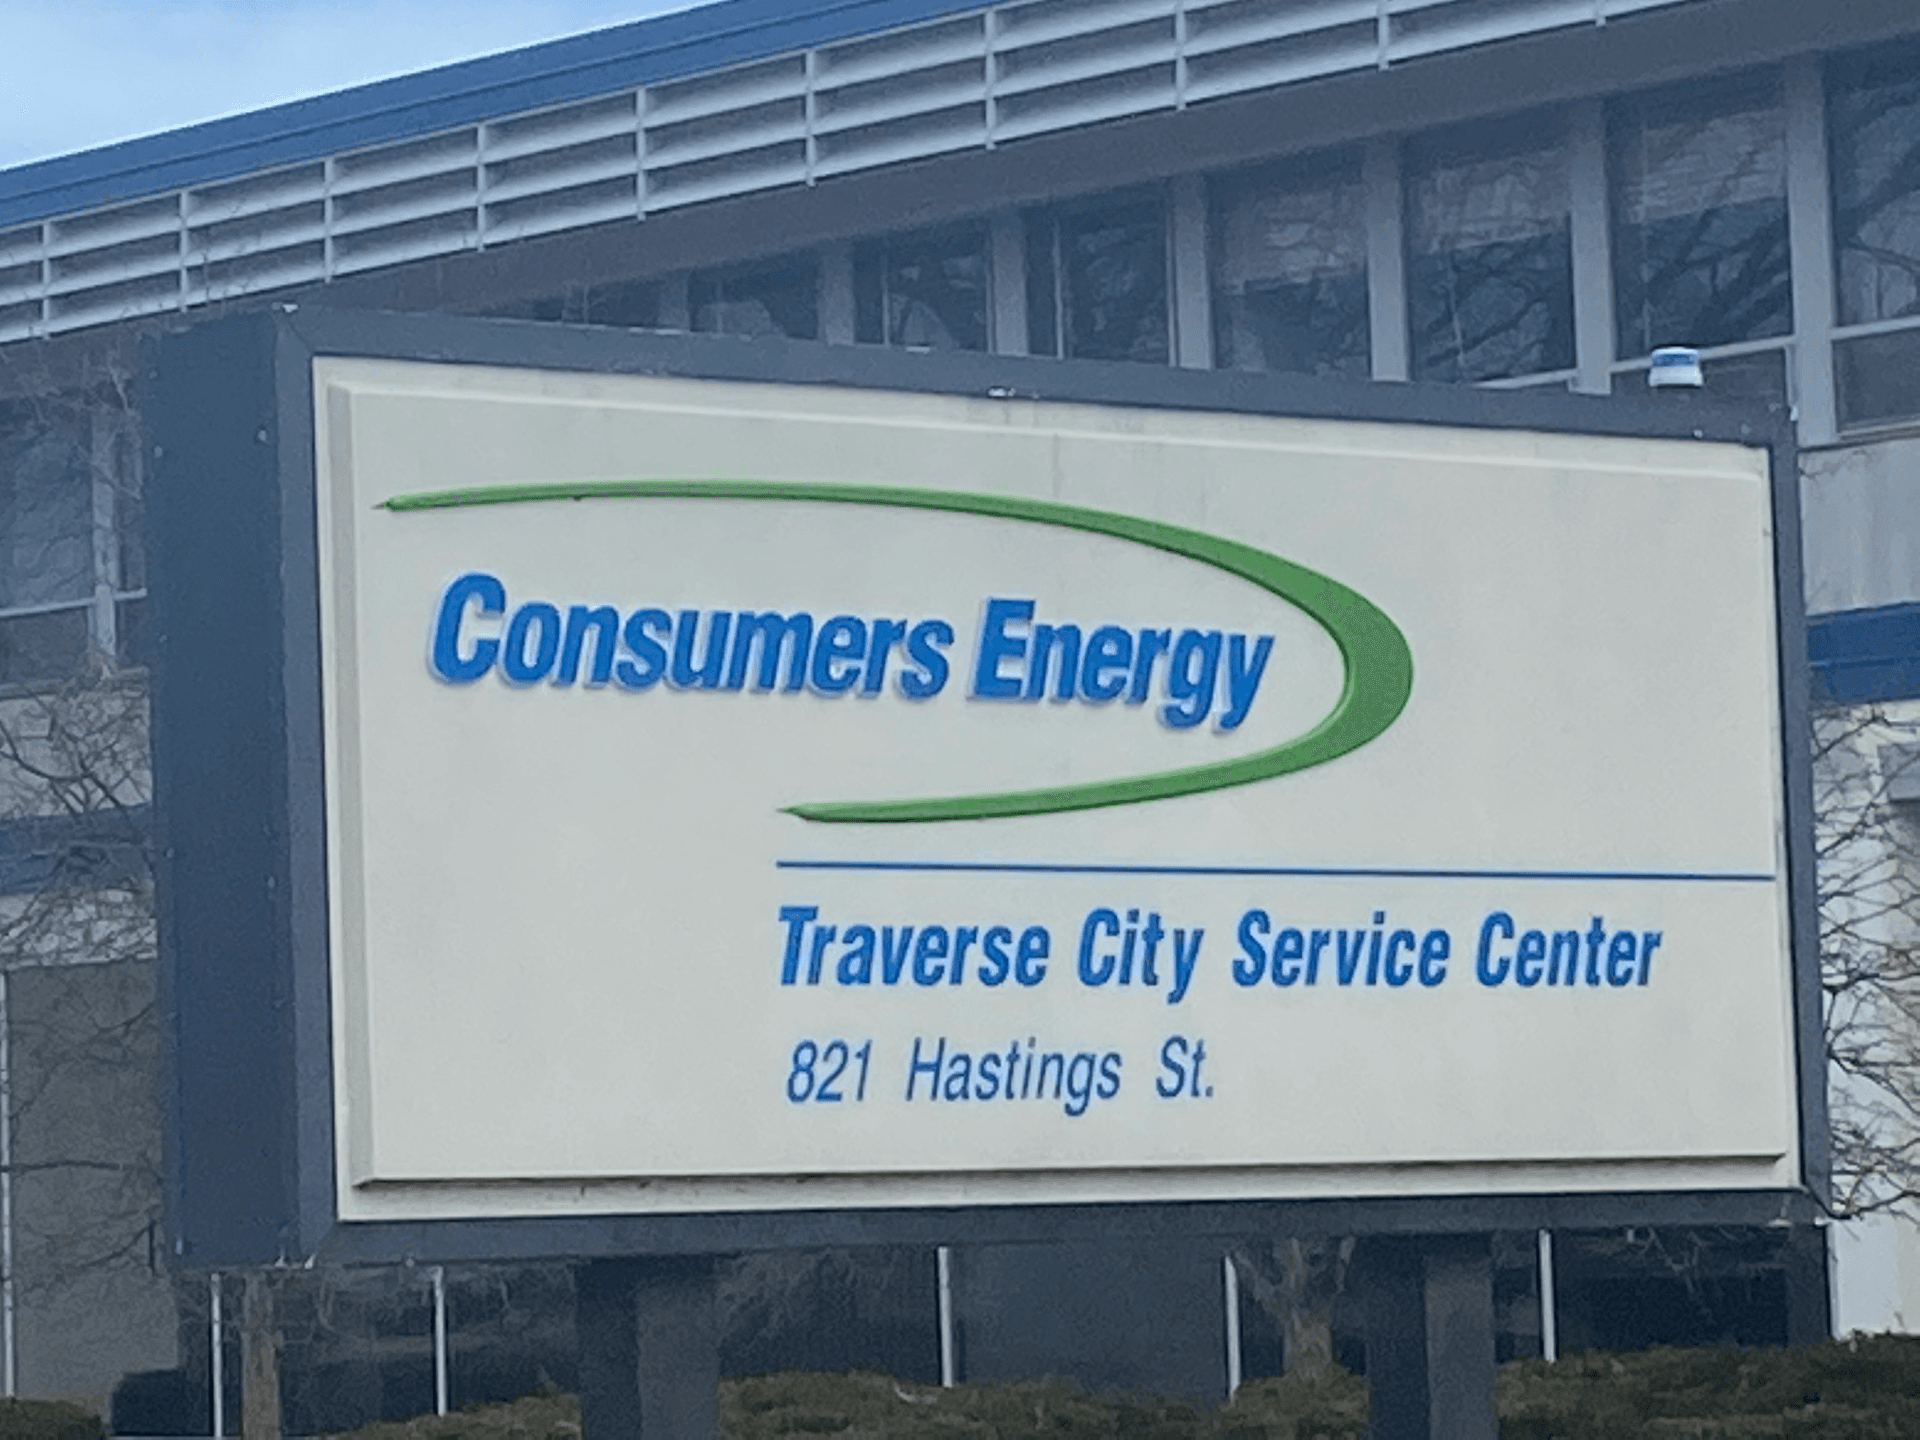 Consumers Energy
Traverse City Service Center
821 Hastings St.